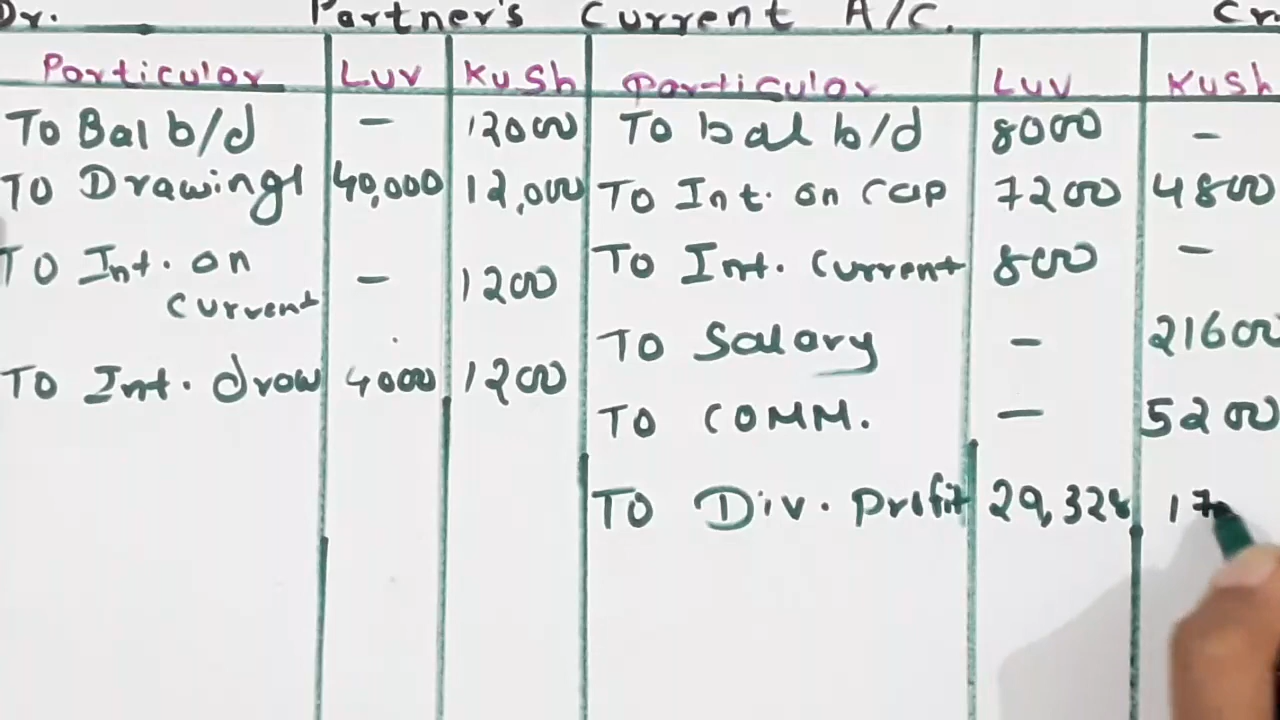 Dr. Partner's Current A/C. Cr
Particular Luv Kush Particular Luv Kush
To Bal b/d - 12000 To bal b/d 8000 -
To Drawings 40,000 12,000 To Int. on Cap 7200 4800
To Int. on Current - 1200 To Int. Current 800 -
To Salary - 21600
To Int. draw 4000 1200
To Comm. - 5200
To Div. Profit 29,328 17